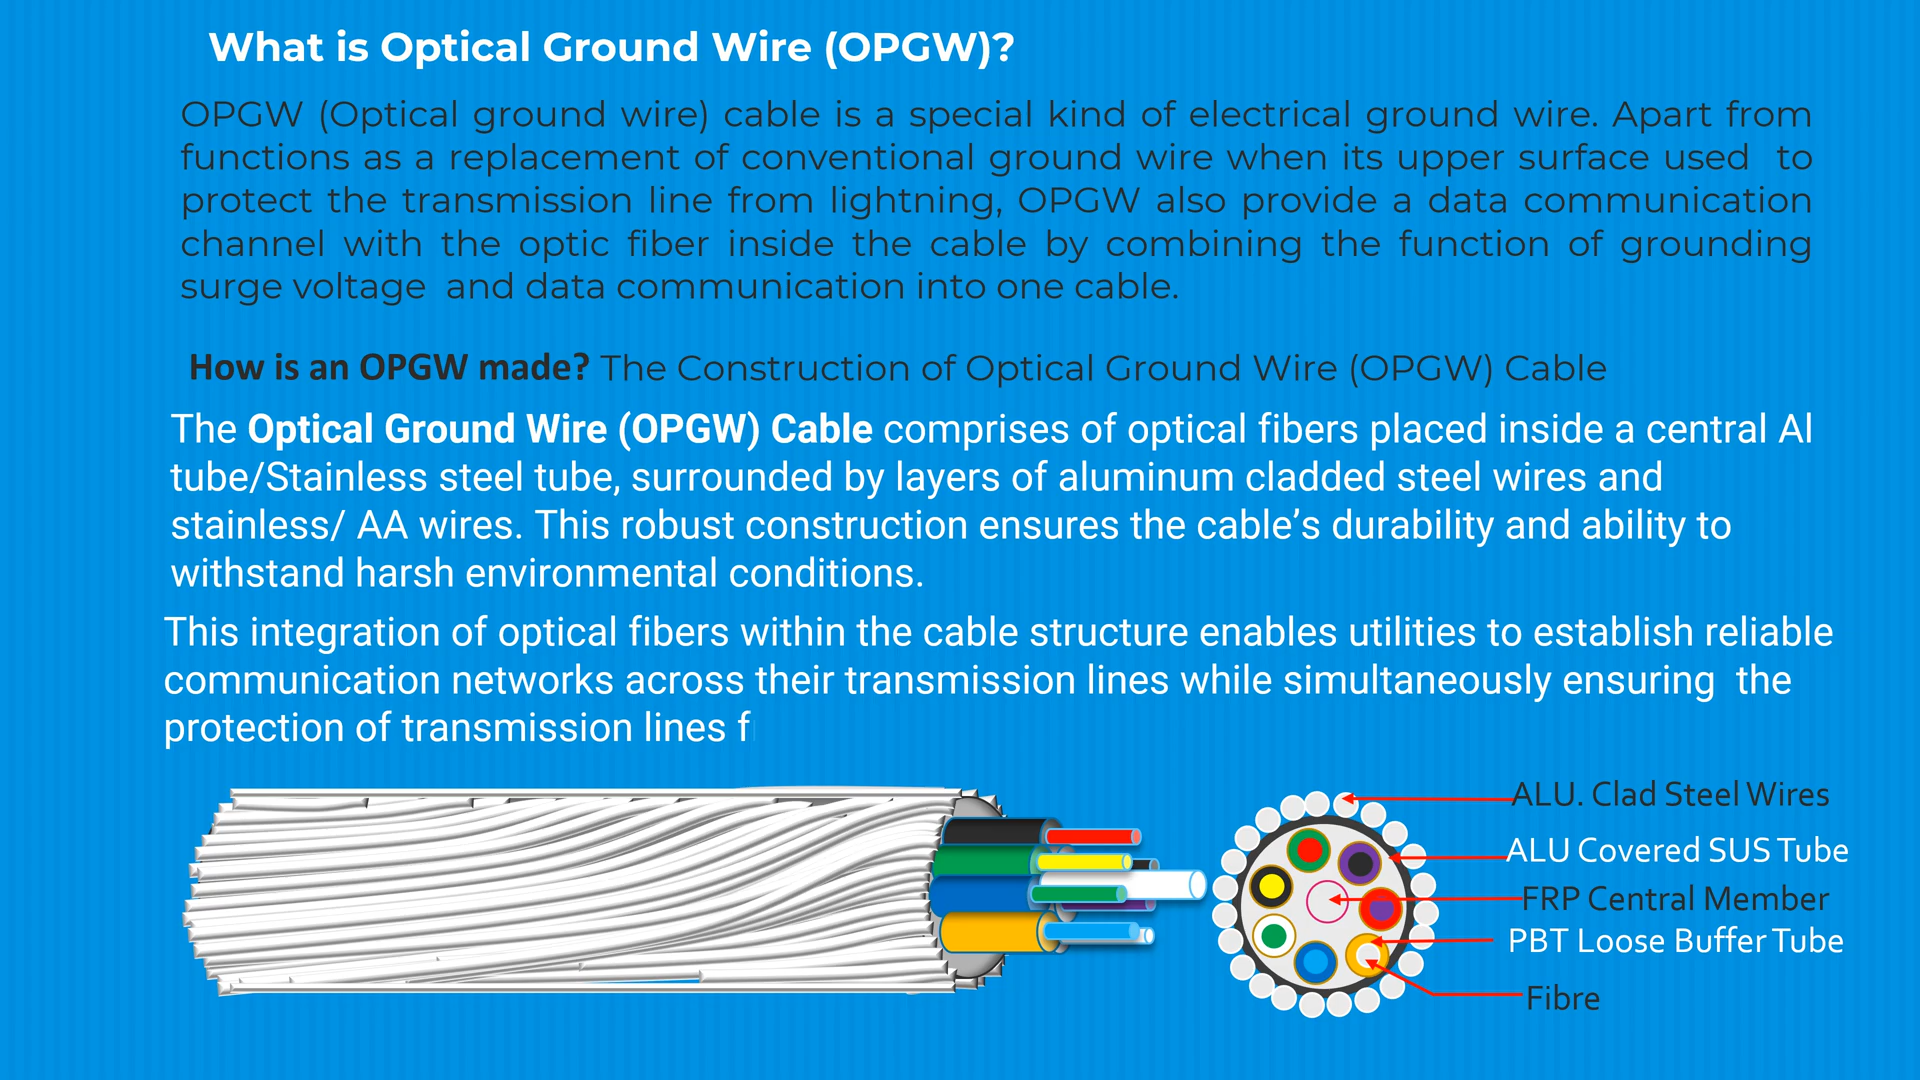 What is Optical Ground Wire (OPGW)?
OPGW (Optical ground wire) cable is a special kind of electrical ground wire. Apart from
functions as a replacement of conventional ground wire when its upper surface used to
protect the transmission line from lightning, OPGW also provide a data communication
channel with the optic fiber inside the cable by combining the function of grounding
surge voltage and data communication into one cable.
How is an OPGW made? The Construction of Optical Ground Wire (OPGW) Cable
The Optical Ground Wire (OPGW) Cable comprises of optical fibers placed inside a central Al
tube/Stainless steel tube, surrounded by layers of aluminum cladded steel wires and
stainless/ AA wires. This robust construction ensures the cable’s durability and ability to
withstand harsh environmental conditions.
This integration of optical fibers within the cable structure enables utilities to establish reliable
communication networks across their transmission lines while simultaneously ensuring the
protection of transmission lines f
ALU. Clad Steel Wires
ALU Covered SUS Tube
FRP Central Member
PBT Loose Buffer Tube
Fibre